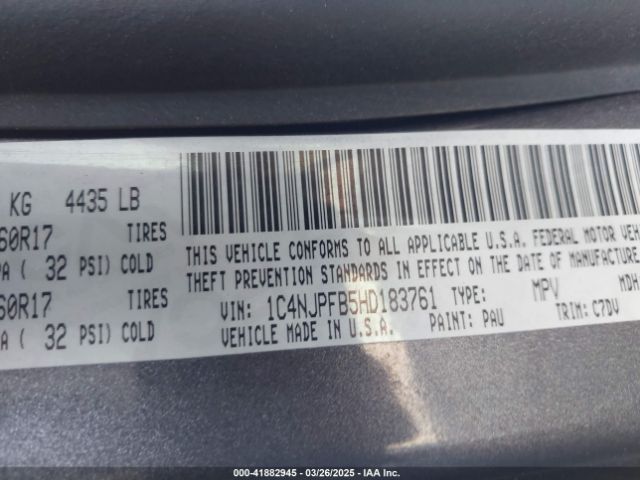 KG 4435 LB
60R17 TIRES
PA ( 32 PSI) COLD
60R17 TIRES
A ( 32 PSI) COLD
THIS VEHICLE CONFORMS TO ALL APPLICABLE U.S.A. FEDERAL MOTOR VEHI
THEFT PREVENTION STANDARDS IN EFFECT ON THE DATE OF MANUFACTURE
VIN: 1C4NJPFB5HD183761 TYPE: MPV MDH
VEHICLE MADE IN U.S.A. PAINT: PAU TRIM: C7DV
000-41882945 - 03/26/2025 - IAA Inc.